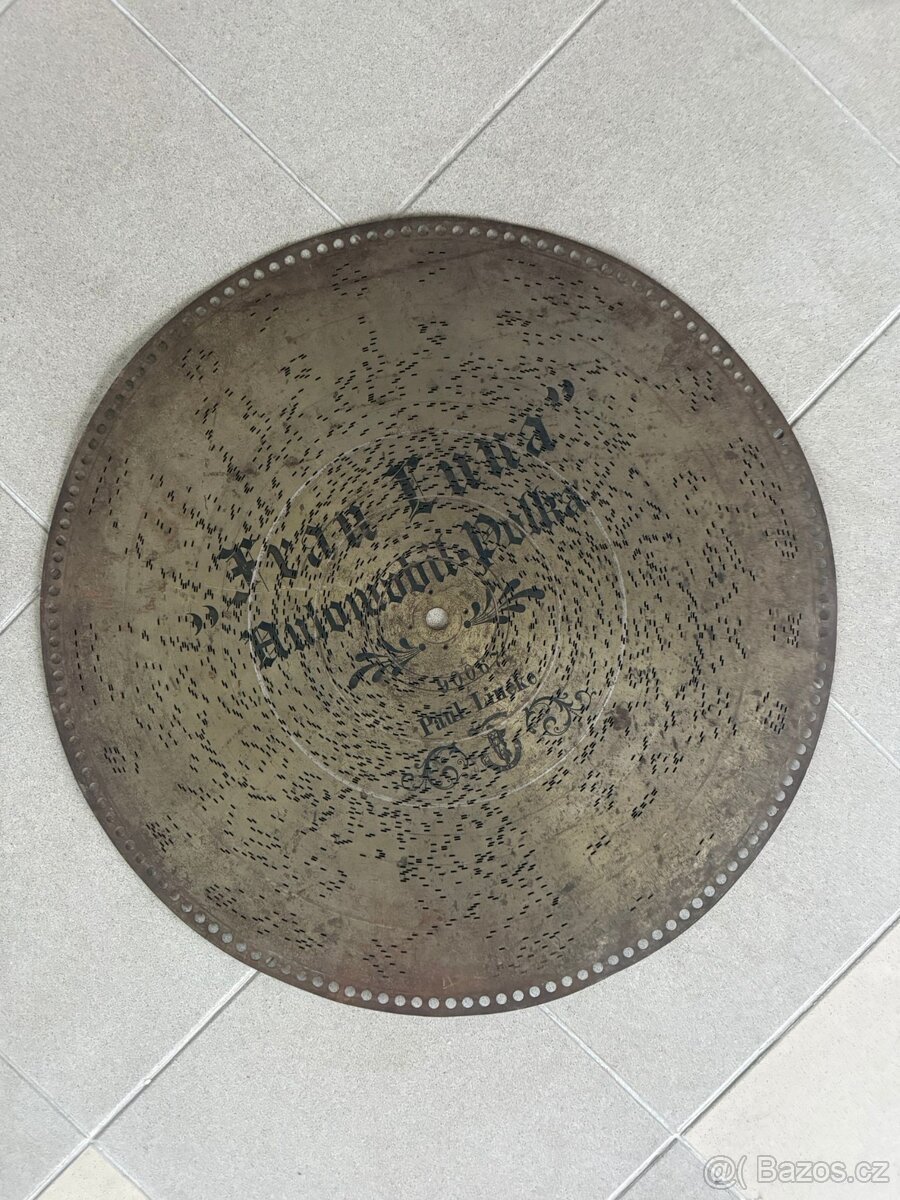 „Frau Luna”
Automobil-Polka
Paul Lincke
Bazos.cz